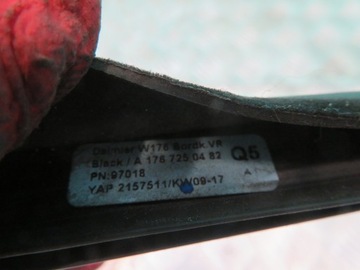 Daimler W176 Bordk.VR
Black / A 176 725 04 82 Q5
PN:97018 A
YAP 2157511/KW09-17